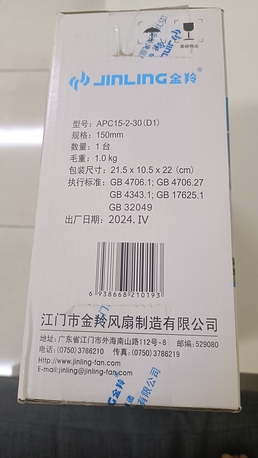 JINLING金羚
型号：APC15-2-30(D1)
规格：150mm
数量：1 台
毛重：1.0 kg
包装尺寸：21.5 x 10.5 x 22 (cm)
执行标准：GB 4706.1; GB 4706.27
GB 4343.1; GB 17625.1
GB 32049
出厂日期：2024.IV
6 938668 210193
江门市金羚风扇制造有限公司
地址：广东省江门市外海南山路112号-8 邮编：529080
电话：(0750) 3786210 传真：(0750) 3786219
Http://www.jinling-fan.com
E-mail:jinling@jinling-fan.com